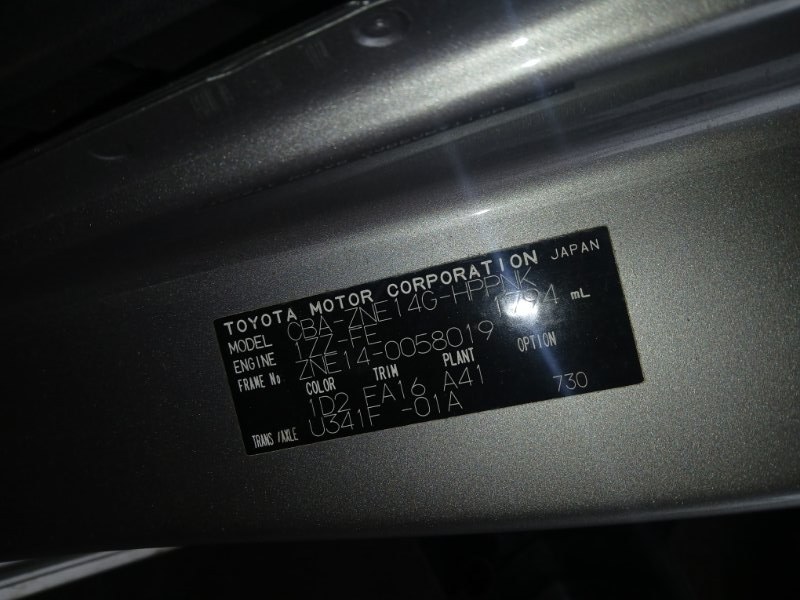 TOYOTA MOTOR CORPORATION JAPAN
MODEL CBA-ZNE14G-HPPNK
ENGINE 1ZZ-FE 1794 mL
FRAME No. ZNE14-0058019
COLOR TRIM PLANT OPTION
1D2 FA16 A41 730
TRANS/AXLE U341F -01A